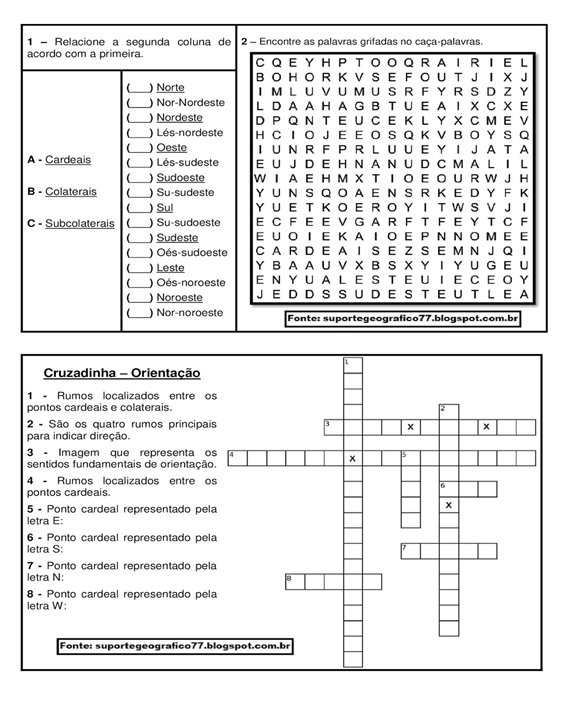 1 – Relacione a segunda coluna de
acordo com a primeira.
A - Cardeais
B - Colaterais
C - Subcolaterais
(___) Norte
(___) Nor-Nordeste
(___) Nordeste
(___) Lés-nordeste
(___) Oeste
(___) Lés-sudeste
(___) Sudoeste
(___) Su-sudeste
(___) Sul
(___) Su-sudoeste
(___) Sudeste
(___) Oés-sudoeste
(___) Leste
(___) Oés-noroeste
(___) Noroeste
(___) Nor-noroeste
2 – Encontre as palavras grifadas no caça-palavras.
C Q E Y H P T O O Q R A I R I E L
B O H O R K V S E F O U T J I X J
I M L U V U M U S R F Y R S D Z Y
L D A A H A G B T U E A I X C X E
D P Q N T E U C E K L Y X C M E V
H C I O J E E O S Q K V B O Y S Q
I U N R F P R L U U E Y I J A T A
E U J D E H N A N U D C M A L I L
W I A E H M X T I O E O U R W J H
Y U N S Q O A E N S R K E D Y F K
Y U E T K O E R O Y I T W S V J I
E C F E E V G A R F T F E Y T C F
E U O I E K A I O E P N N O M E E
C A R D E A I S E Z S E M N J Q I
Y B A A U V X B S X Y I Y U G E U
E N Y U A L E S T E U I E C E O Y
J E D D S S U D E S T E U T L E A
Fonte: suportegeografico77.blogspot.com.br
Cruzadinha – Orientação
1 - Rumos localizados entre os
pontos cardeais e colaterais.
2 - São os quatro rumos principais
para indicar direção.
3 - Imagem que representa os
sentidos fundamentais de orientação.
4 - Rumos localizados entre os
pontos cardeais.
5 - Ponto cardeal representado pela
letra E:
6 - Ponto cardeal representado pela
letra S:
7 - Ponto cardeal representado pela
letra N:
8 - Ponto cardeal representado pela
letra W:
1
2
3 X X
4 X 5
6
X
7
8
Fonte: suportegeografico77.blogspot.com.br